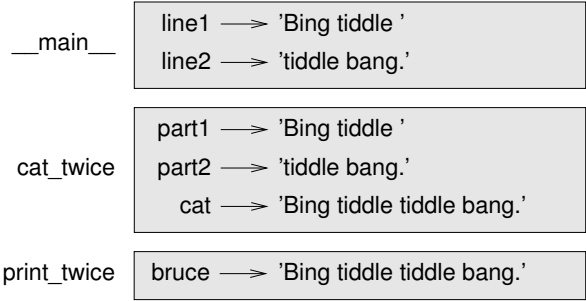 __main__
line1 ’Bing tiddle ’
line2 ’tiddle bang.’
cat_twice
part1 ’Bing tiddle ’
part2 ’tiddle bang.’
cat ’Bing tiddle tiddle bang.’
print_twice
bruce ’Bing tiddle tiddle bang.’